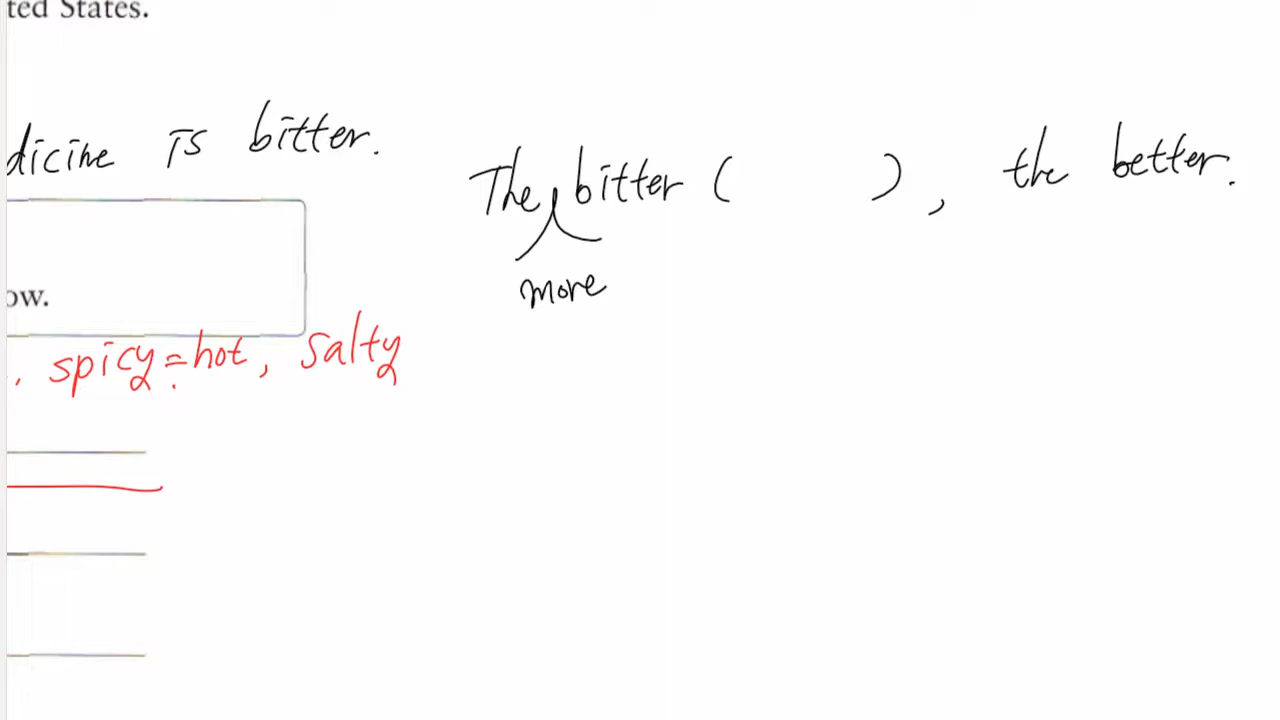 ted States.
dicine is bitter.
The bitter ( ), the better.
more
ow.
, spicy = hot, salty